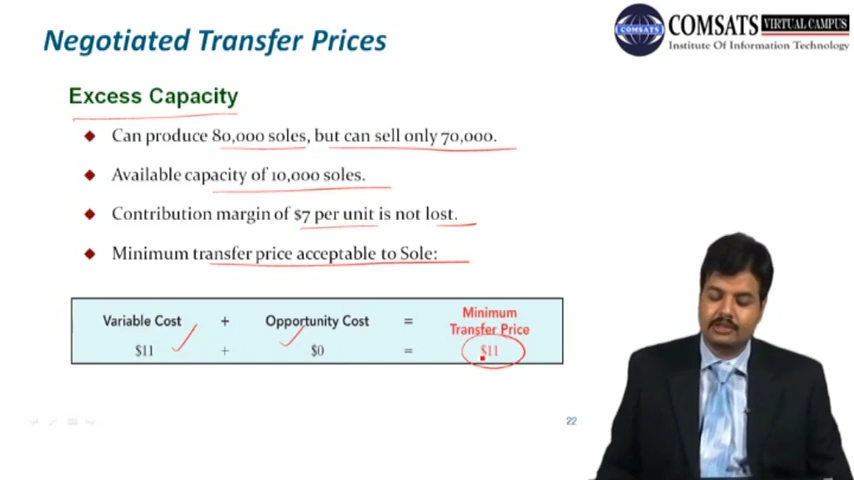 Negotiated Transfer Prices
COMSATS
COMSATS VIRTUAL CAMPUS
Institute Of Information Technology
Excess Capacity
Can produce 80,000 soles, but can sell only 70,000.
Available capacity of 10,000 soles.
Contribution margin of $7 per unit is not lost.
Minimum transfer price acceptable to Sole:
Variable Cost + Opportunity Cost = Minimum Transfer Price
$11 + $0 = $11
22